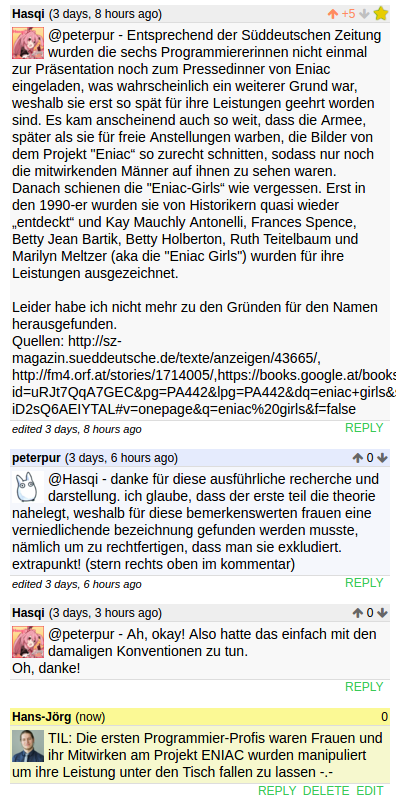 Hasqi (3 days, 8 hours ago) +5
@peterpur - Entsprechend der Süddeutschen Zeitung
wurden die sechs Programmiererinnen nicht einmal
zur Präsentation noch zum Pressedinner von Eniac
eingeladen, was wahrscheinlich ein weiterer Grund war,
weshalb sie erst so spät für ihre Leistungen geehrt worden
sind. Es kam anscheinend auch so weit, dass die Armee,
später als sie für freie Anstellungen warben, die Bilder von
dem Projekt "Eniac“ so zurecht schnitten, sodass nur noch
die mitwirkenden Männer auf ihnen zu sehen waren.
Danach schienen die "Eniac-Girls“ wie vergessen. Erst in
den 1990-er wurden sie von Historikern quasi wieder
„entdeckt“ und Kay Mauchly Antonelli, Frances Spence,
Betty Jean Bartik, Betty Holberton, Ruth Teitelbaum und
Marilyn Meltzer (aka die "Eniac Girls") wurden für ihre
Leistungen ausgezeichnet.
Leider habe ich nicht mehr zu den Gründen für den Namen
herausgefunden.
Quellen: http://sz-
magazin.sueddeutsche.de/texte/anzeigen/43665/,
http://fm4.orf.at/stories/1714005/,https://books.google.at/books
id=uRJt7QqA7GEC&pg=PA442&lpg=PA442&dq=eniac+girls&s
iD2sQ6AEIYTAL#v=onepage&q=eniac%20girls&f=false
edited 3 days, 8 hours ago REPLY
peterpur (3 days, 6 hours ago) 0
@Hasqi - danke für diese ausführliche recherche und
darstellung. ich glaube, dass der erste teil die theorie
nahelegt, weshalb für diese bemerkenswerten frauen eine
verniedlichende bezeichnung gefunden werden musste,
nämlich um zu rechtfertigen, dass man sie exkludiert.
extrapunkt! (stern rechts oben im kommentar)
edited 3 days, 6 hours ago REPLY
Hasqi (3 days, 3 hours ago) 0
@peterpur - Ah, okay! Also hatte das einfach mit den
damaligen Konventionen zu tun.
Oh, danke!
REPLY
Hans-Jörg (now) 0
TIL: Die ersten Programmier-Profis waren Frauen und
ihr Mitwirken am Projekt ENIAC wurden manipuliert
um ihre Leistung unter den Tisch fallen zu lassen -.-
REPLY DELETE EDIT